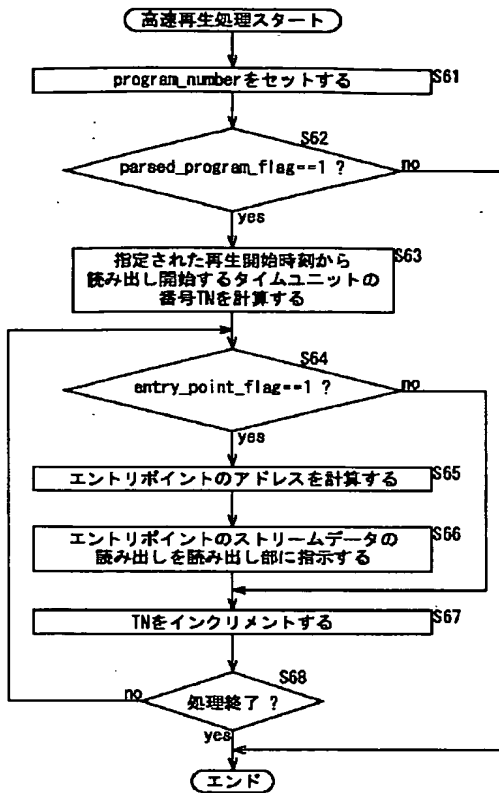 高速再生処理スタート
program_numberをセットする
S61
S62
parsed_program_flag==1 ?
no
yes
指定された再生開始時刻から
読み出し開始するタイムユニットの
番号TNを計算する
S63
S64
entry_point_flag==1 ?
no
yes
エントリポイントのアドレスを計算する
S65
エントリポイントのストリームデータの
読み出しを読み出し部に指示する
S66
TNをインクリメントする
S67
S68
no
処理終了 ?
yes
エンド